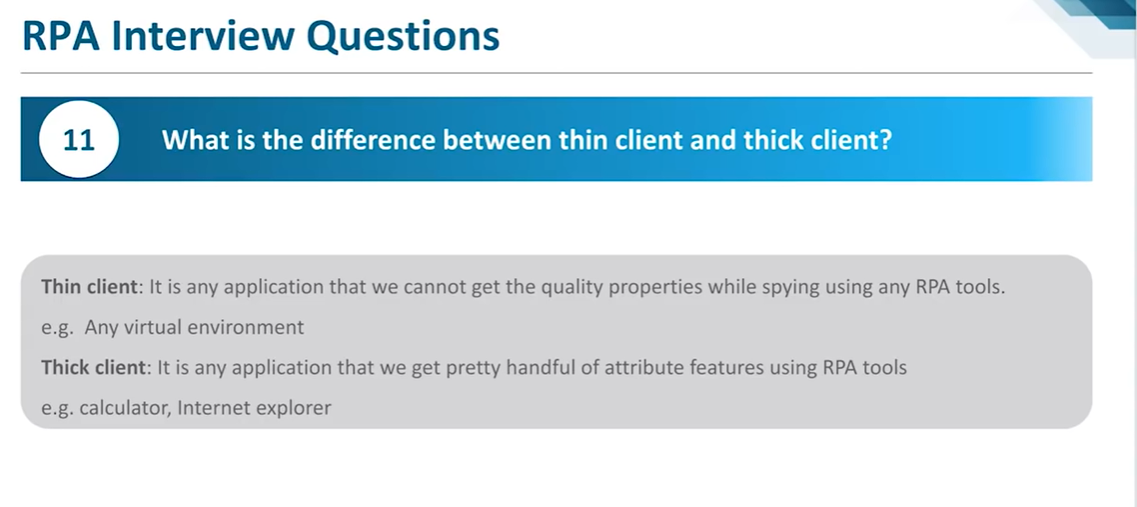 RPA Interview Questions
11
What is the difference between thin client and thick client?
Thin client: It is any application that we cannot get the quality properties while spying using any RPA tools.
e.g. Any virtual environment
Thick client: It is any application that we get pretty handful of attribute features using RPA tools
e.g. calculator, Internet explorer